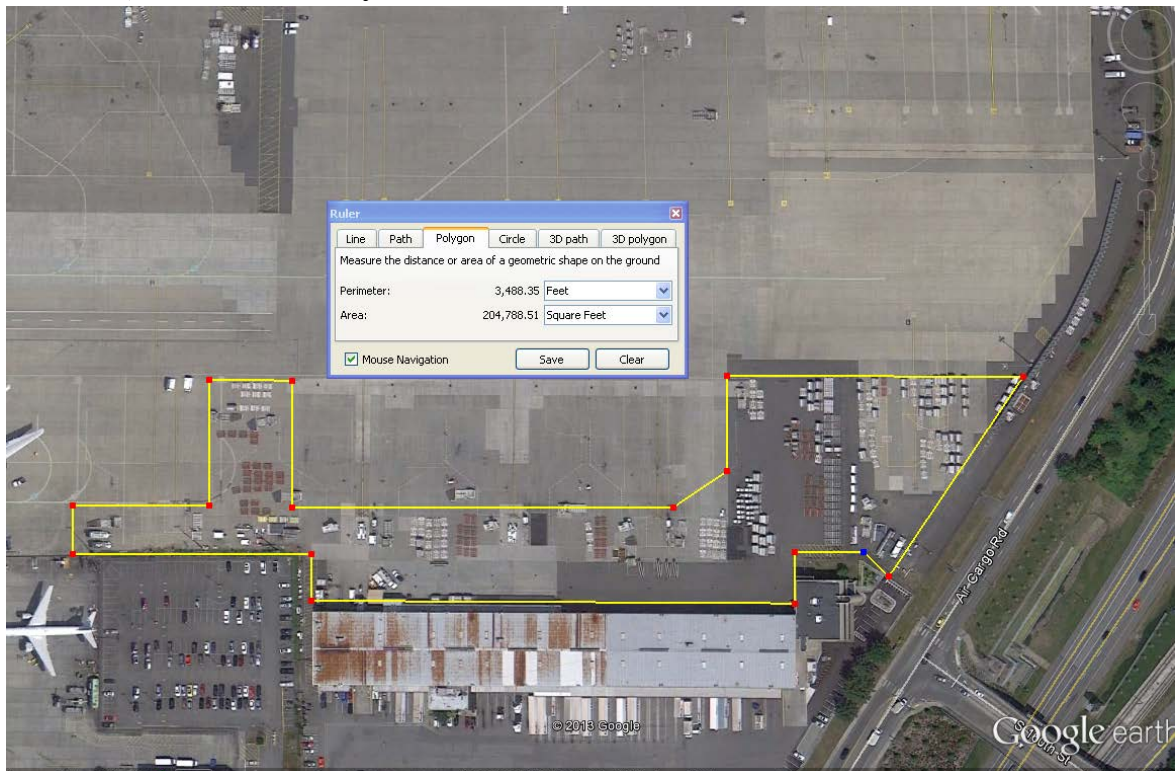 Ruler
Line Path Polygon Circle 3D path 3D polygon
Measure the distance or area of a geometric shape on the ground
Perimeter: 3,488.35 Feet
Area: 204,788.51 Square Feet
Mouse Navigation Save Clear
Air Cargo Rd
© 2013 Google
Google earth